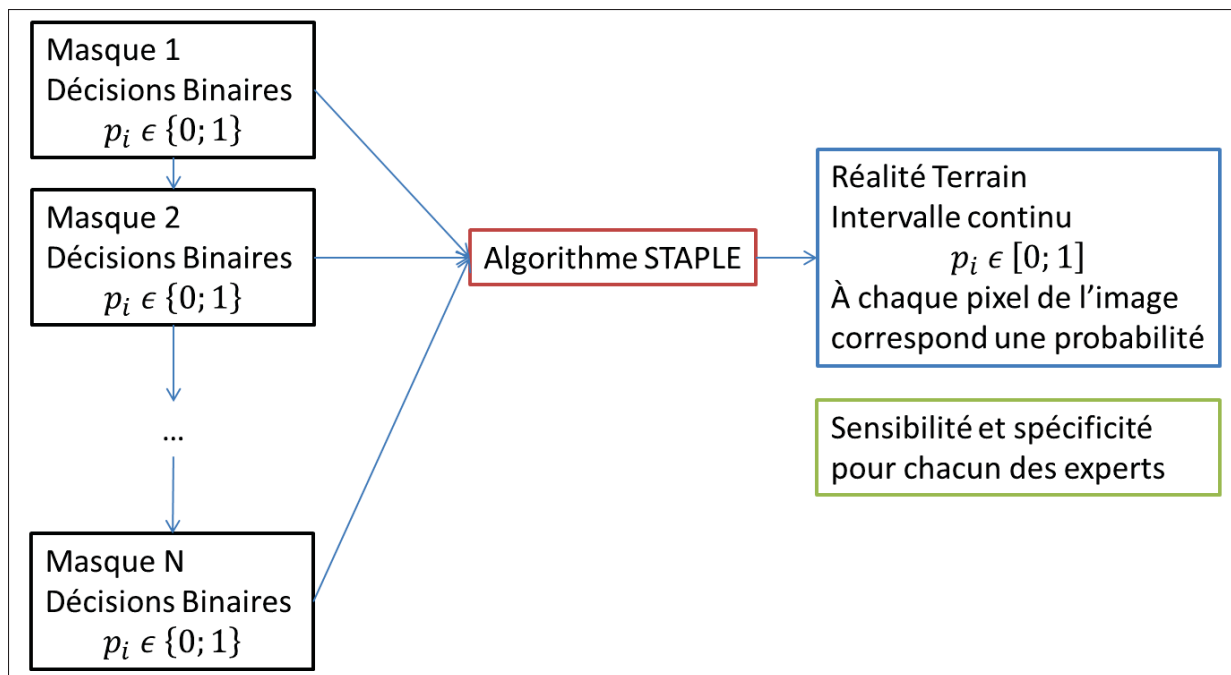 Masque 1
Décisions Binaires
p_i ϵ {0; 1}
Masque 2
Décisions Binaires
p_i ϵ {0; 1}
...
Masque N
Décisions Binaires
p_i ϵ {0; 1}
Algorithme STAPLE
Réalité Terrain
Intervalle continu
p_i ϵ [0; 1]
À chaque pixel de l’image
correspond une probabilité
Sensibilité et spécificité
pour chacun des experts